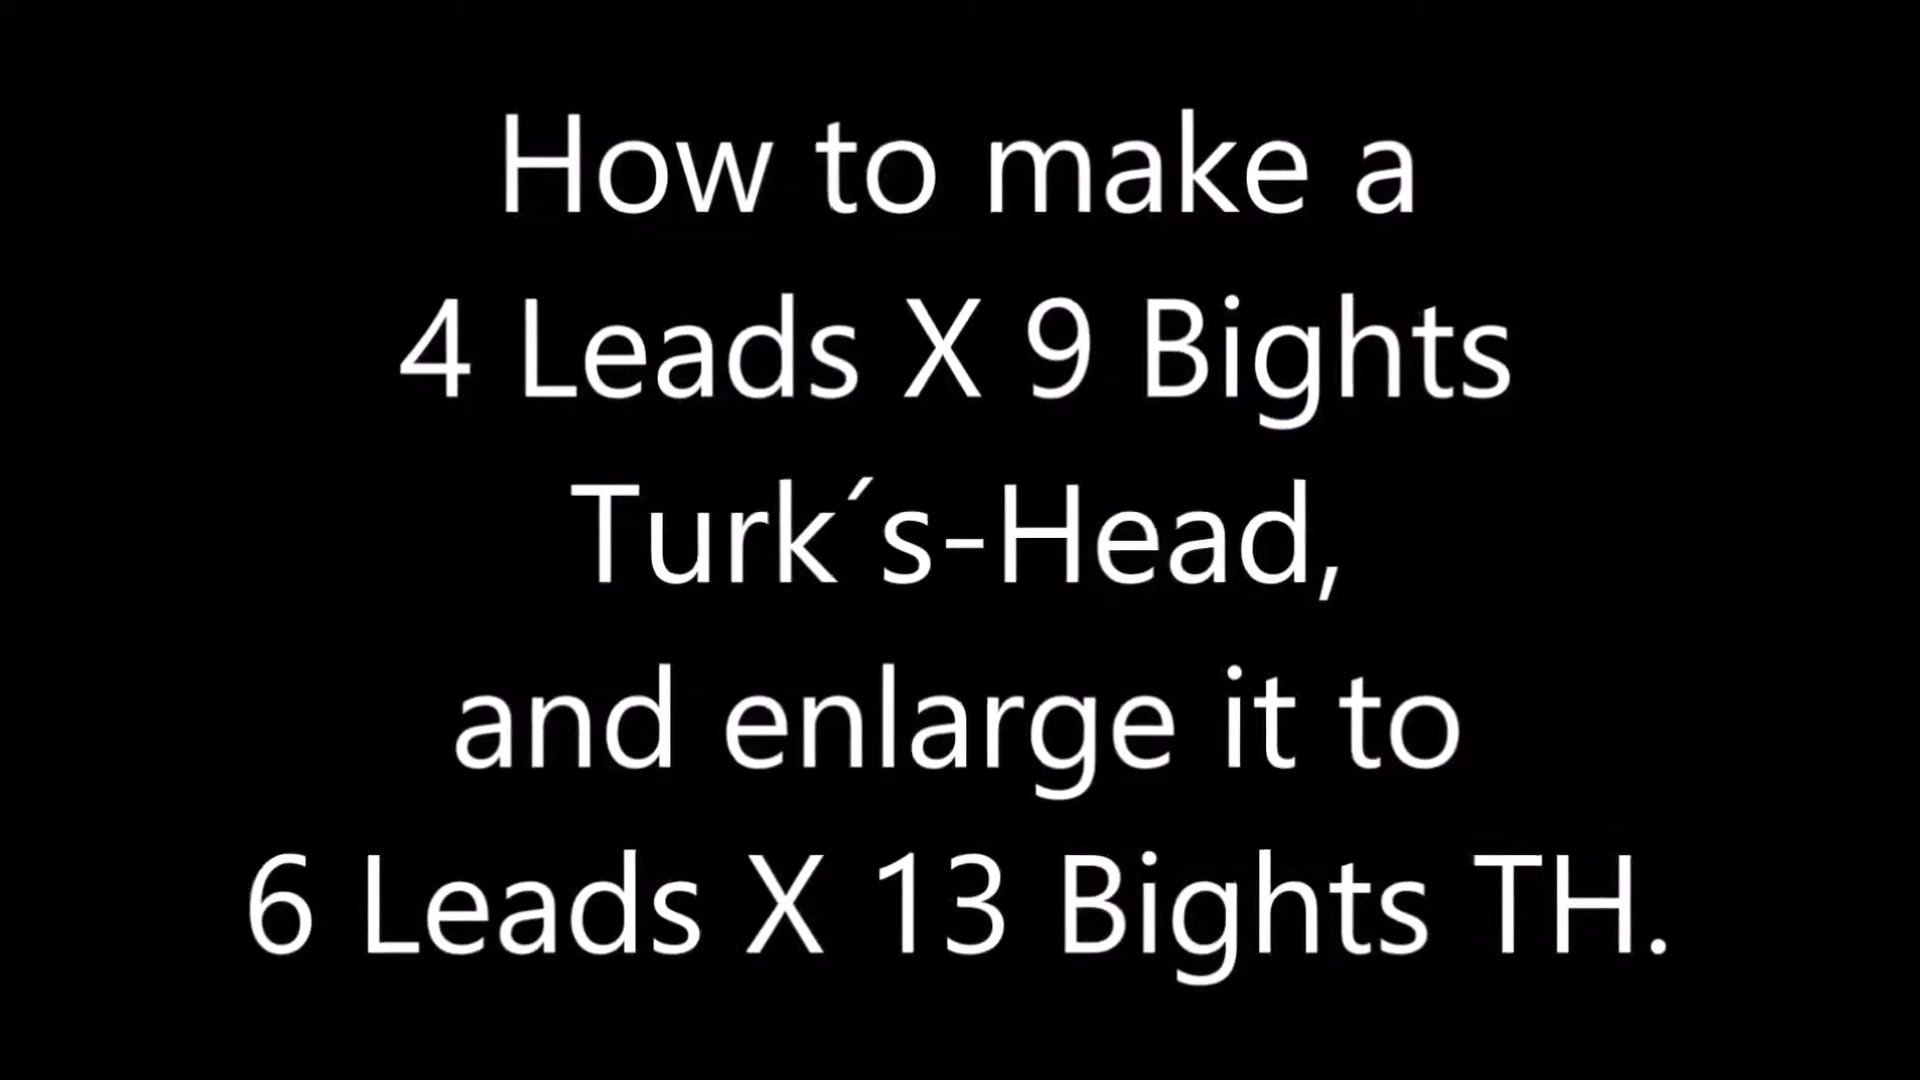 How to make a
4 Leads X 9 Bights
Turk´s-Head,
and enlarge it to
6 Leads X 13 Bights TH.